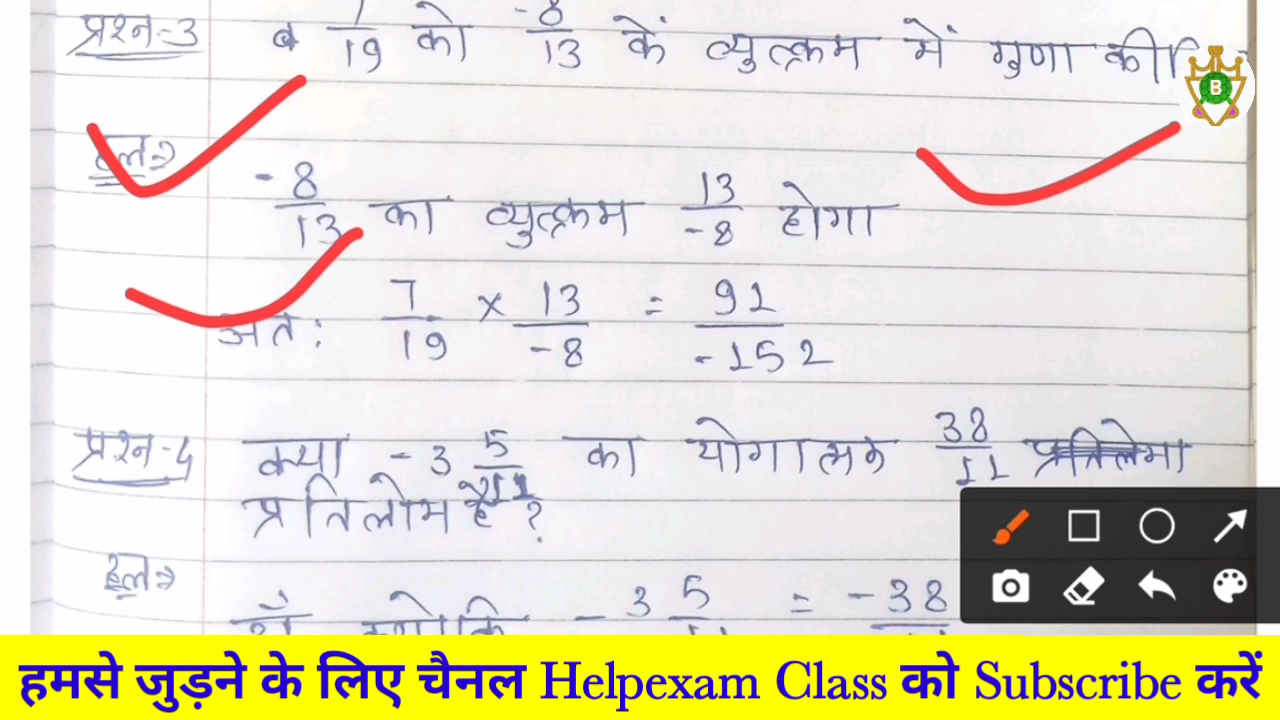 प्रश्न-3 7/19 को -8/13 के व्युत्क्रम में गुणा
B
हल⇒
-8/13 का व्युत्क्रम 13/-8 होगा
अत: 7/19 × 13/-8 = 91/-152
प्रश्न-4 क्या -3 5/11 का योगात्मक 38/11
प्रतिलोम है ?
हल⇒
हाँ क्योंकि -3 5/11 = -38
हमसे जुड़ने के लिए चैनल Helpexam Class को Subscribe करें